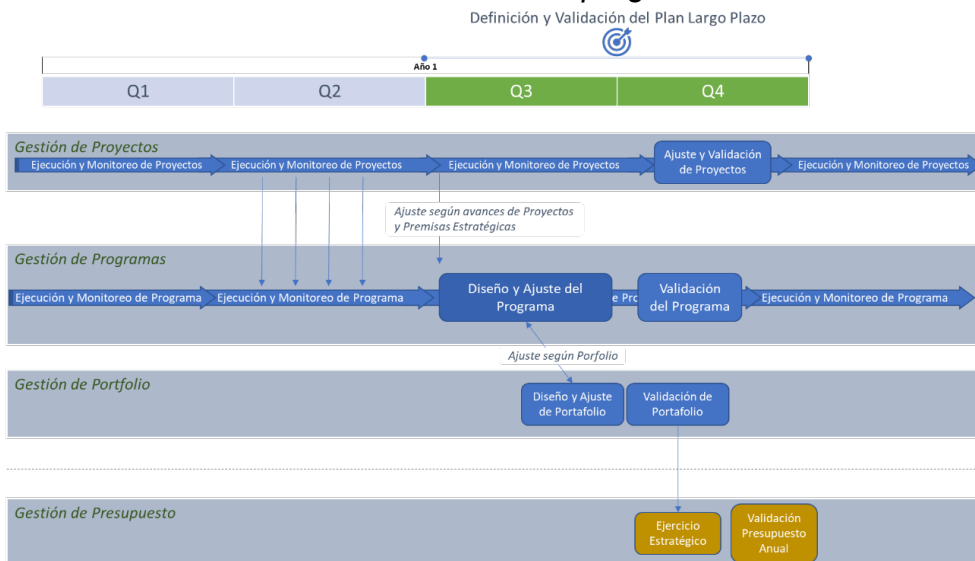 Definición y Validación del Plan Largo Plazo
Año 1
Q1
Q2
Q3
Q4
Gestión de Proyectos
Ejecución y Monitoreo de Proyectos
Ejecución y Monitoreo de Proyectos
Ejecución y Monitoreo de Proyectos
Ajuste y Validación
de Proyectos
Ejecución y Monitoreo de Proyectos
Ajuste según avances de Proyectos
y Premisas Estratégicas
Gestión de Programas
Ejecución y Monitoreo de Programa
Ejecución y Monitoreo de Programa
Diseño y Ajuste del
Programa
Validación
del Programa
Ejecución y Monitoreo de Programa
Ajuste según Porfolio
Gestión de Portfolio
Diseño y Ajuste
de Portafolio
Validación de
Portafolio
Gestión de Presupuesto
Ejercicio
Estratégico
Validación
Presupuesto
Anual